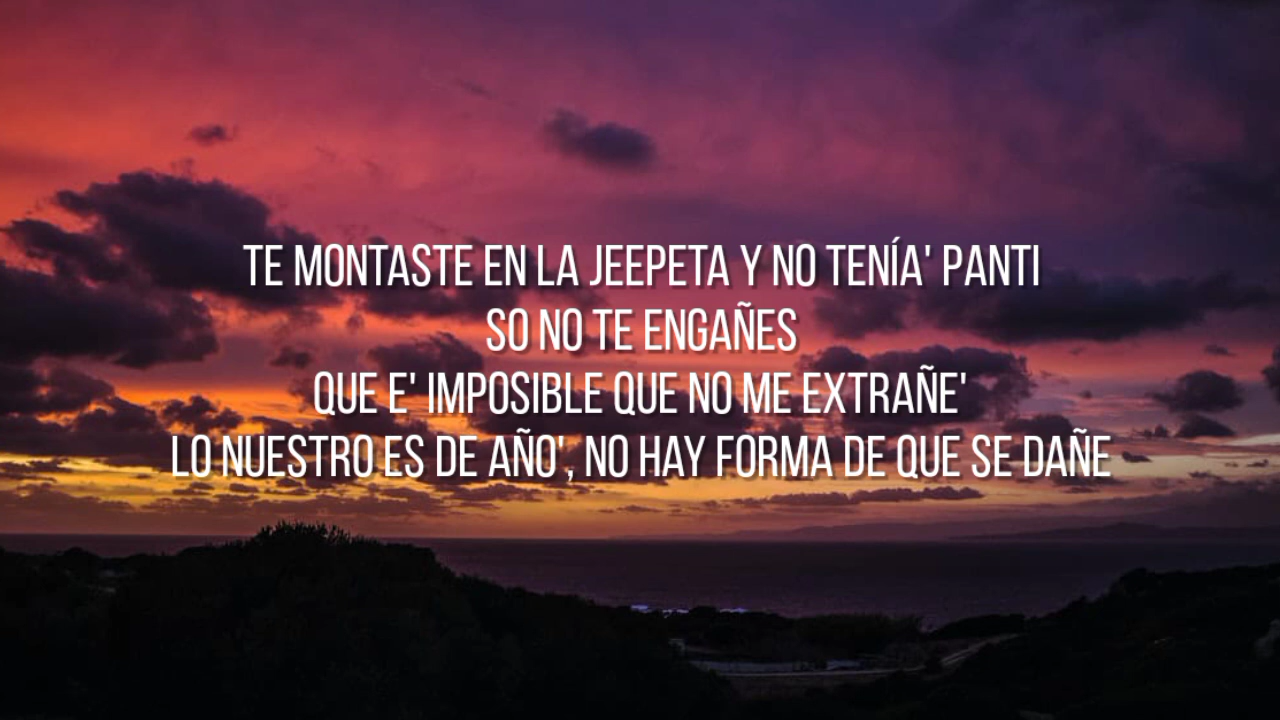 TE MONTASTE EN LA JEEPETA Y NO TENÍA' PANTI
SO NO TE ENGAÑES
QUE E' IMPOSIBLE QUE NO ME EXTRAÑE'
LO NUESTRO ES DE AÑO', NO HAY FORMA DE QUE SE DAÑE